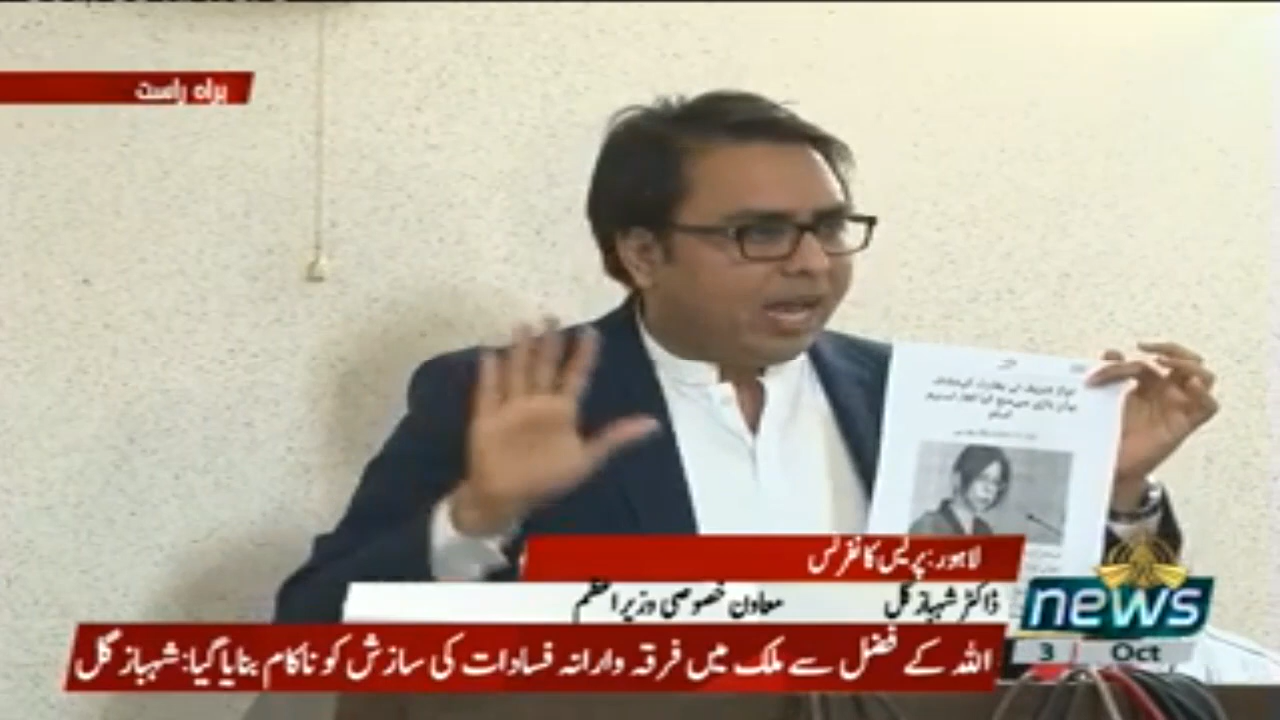 براہ راست
لاہور: پریس کانفرنس
ڈاکٹر شہباز گل معاون خصوصی وزیراعظم
اللہ کے فضل سے ملک میں فرقہ وارانہ فسادات کی سازش کو ناکام بنایا گیا: شہباز گل
news
3 Oct